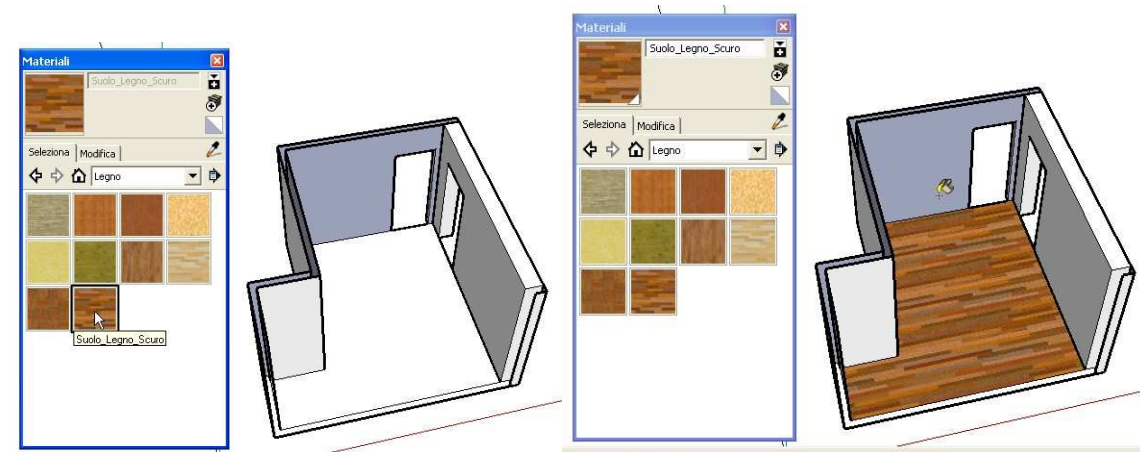 Materiali
Suolo_Legno_Scuro
Seleziona
Modifica
Legno
Suolo_Legno_Scuro
Materiali
Suolo_Legno_Scuro
Seleziona
Modifica
Legno